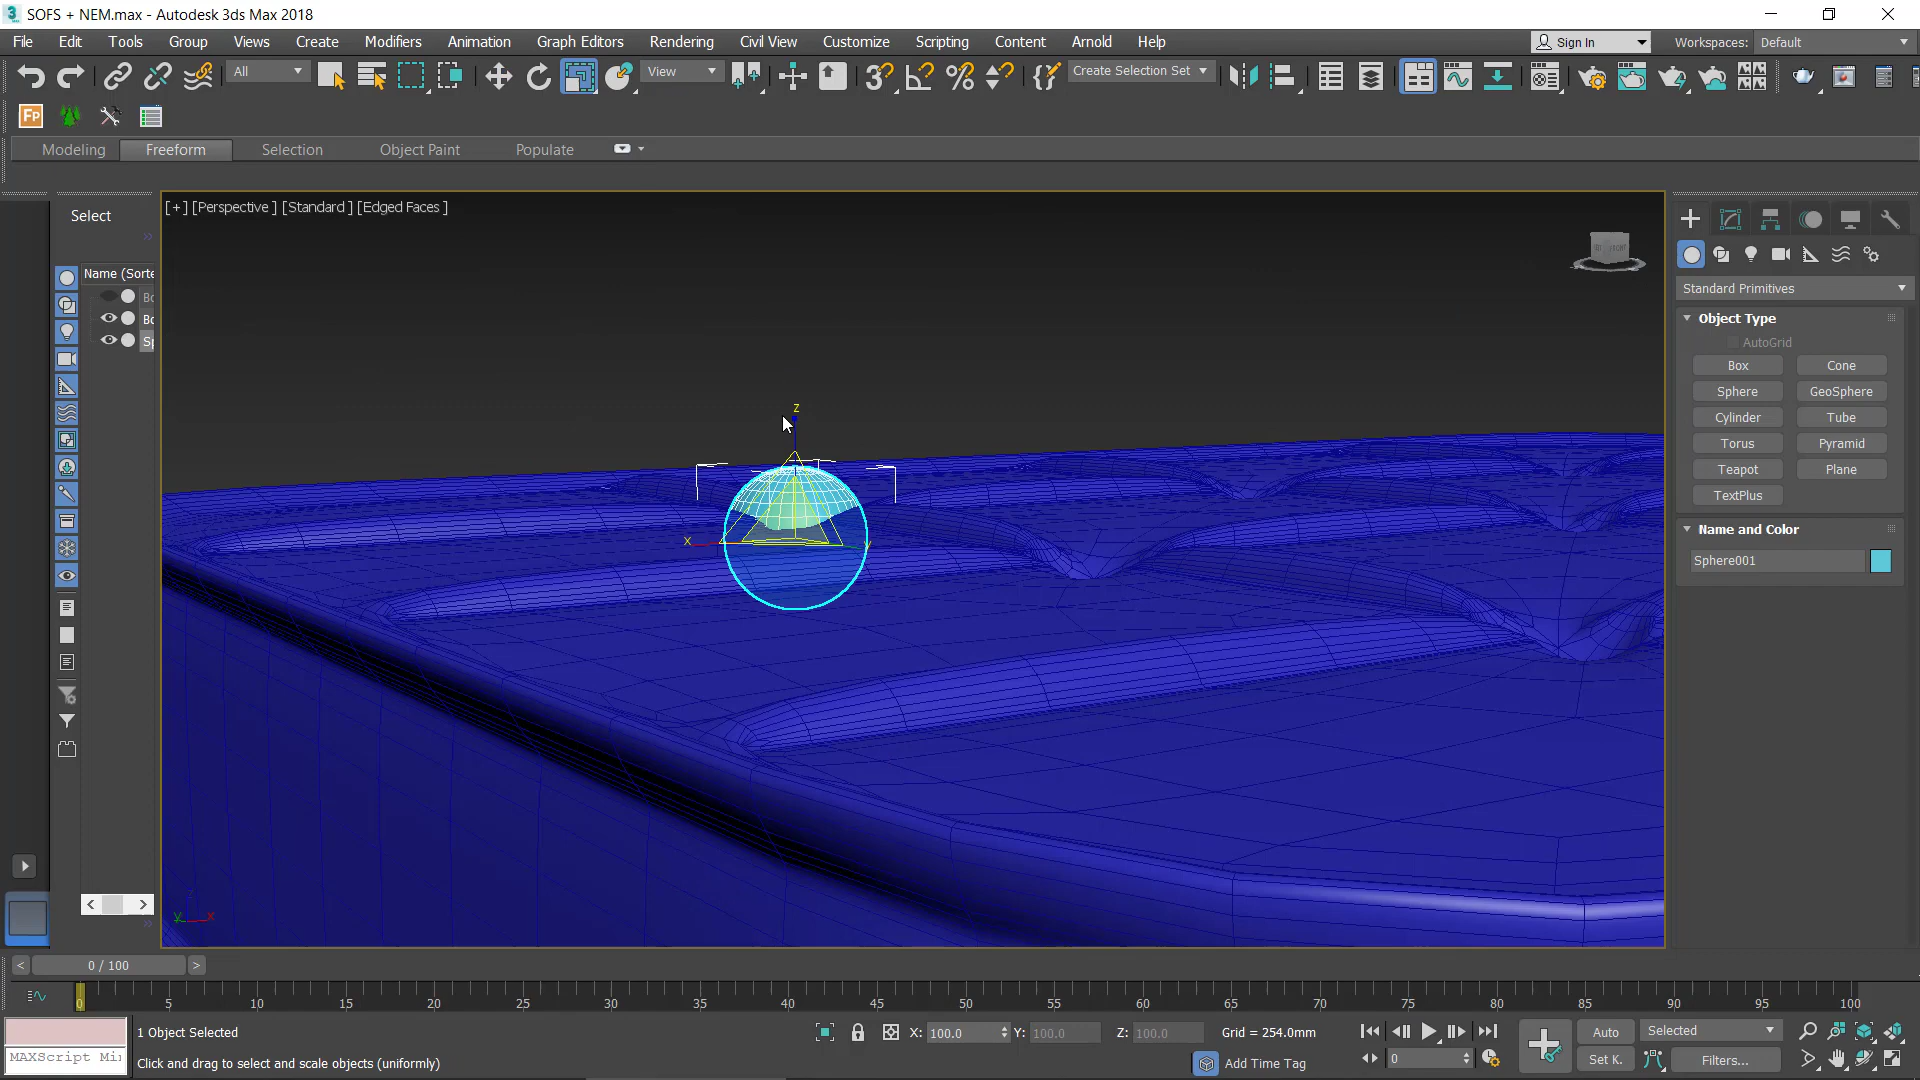 SOFS + NEM.max - Autodesk 3ds Max 2018
File Edit Tools Group Views Create Modifiers Animation Graph Editors Rendering Civil View Customize Scripting Content Arnold Help
Sign In
Workspaces: Default
All
View
Create Selection Set
Fp
Modeling Freeform Selection Object Paint Populate
Select
Name (Sorte
Bo
Bo
Sp
[+] [Perspective ] [Standard ] [Edged Faces ]
z
x
y
Standard Primitives
Object Type
AutoGrid
Box Cone
Sphere GeoSphere
Cylinder Tube
Torus Pyramid
Teapot Plane
TextPlus
Name and Color
Sphere001
0 / 100
0 5 10 15 20 25 30 35 40 45 50 55 60 65 70 75 80 85 90 95 100
1 Object Selected
X: 100.0 Y: 100.0 Z: 100.0 Grid = 254.0mm
Auto Selected
MAXScript Mi
Click and drag to select and scale objects (uniformly)
Add Time Tag
0
Set K. Filters...